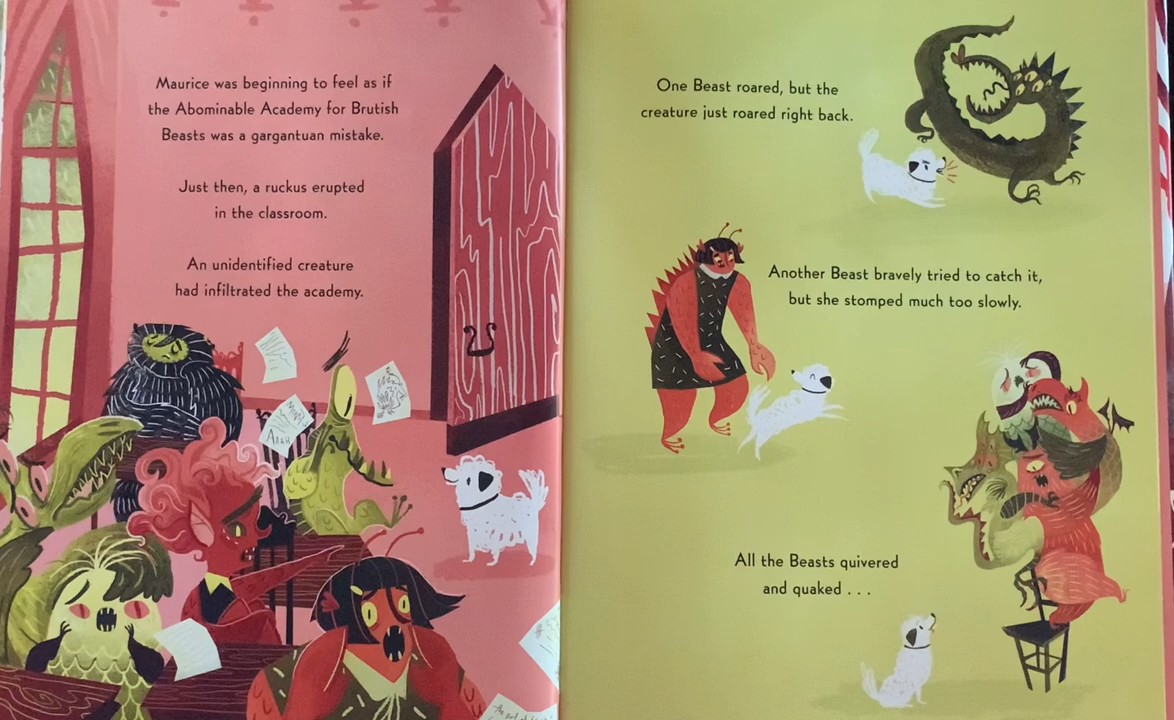 Maurice was beginning to feel as if
the Abominable Academy for Brutish
Beasts was a gargantuan mistake.
Just then, a ruckus erupted
in the classroom.
An unidentified creature
had infiltrated the academy.
One Beast roared, but the
creature just roared right back.
Another Beast bravely tried to catch it,
but she stomped much too slowly.
All the Beasts quivered
and quaked . . .